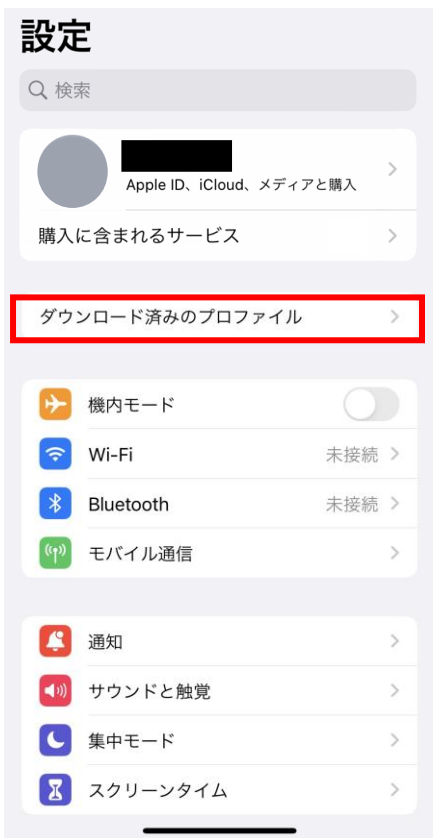 設定
検索
Apple ID、iCloud、メディアと購入
購入に含まれるサービス
ダウンロード済みのプロファイル
機内モード
Wi-Fi 未接続
Bluetooth 未接続
モバイル通信
通知
サウンドと触覚
集中モード
スクリーンタイム